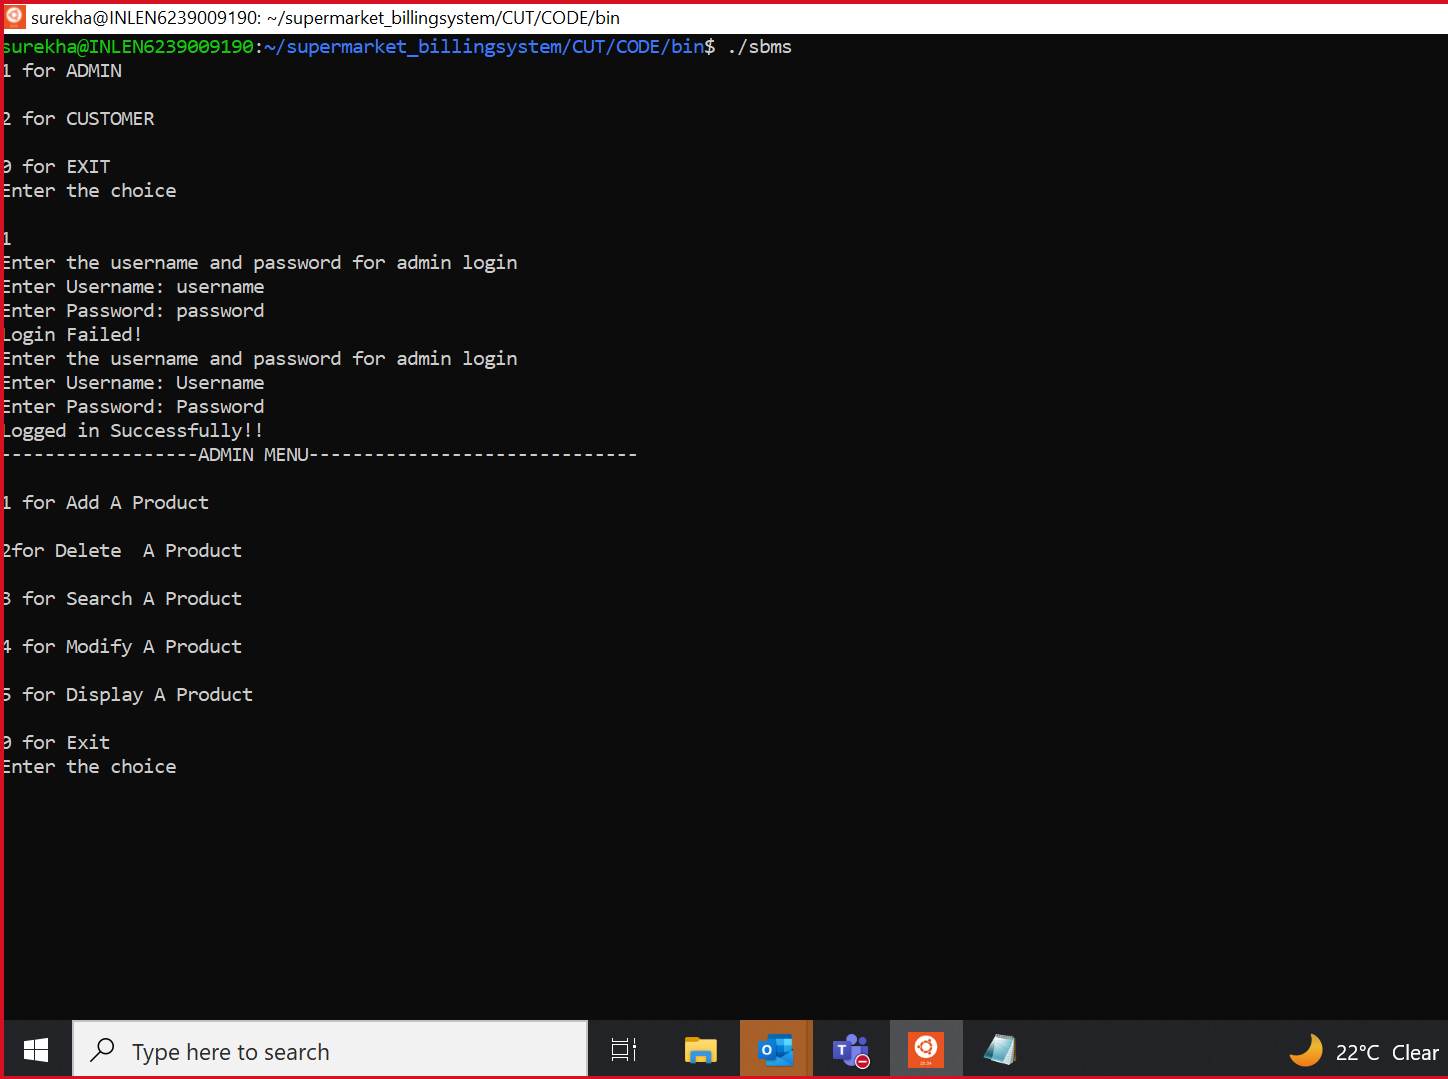 surekha@INLEN6239009190: ~/supermarket_billingsystem/CUT/CODE/bin
surekha@INLEN6239009190:~/supermarket_billingsystem/CUT/CODE/bin$ ./sbms
1 for ADMIN
2 for CUSTOMER
0 for EXIT
Enter the choice
1
Enter the username and password for admin login
Enter Username: username
Enter Password: password
Login Failed!
Enter the username and password for admin login
Enter Username: Username
Enter Password: Password
Logged in Successfully!!
------------------ADMIN MENU------------------------------
1 for Add A Product
2for Delete  A Product
3 for Search A Product
4 for Modify A Product
5 for Display A Product
0 for Exit
Enter the choice
Type here to search
22°C Clear